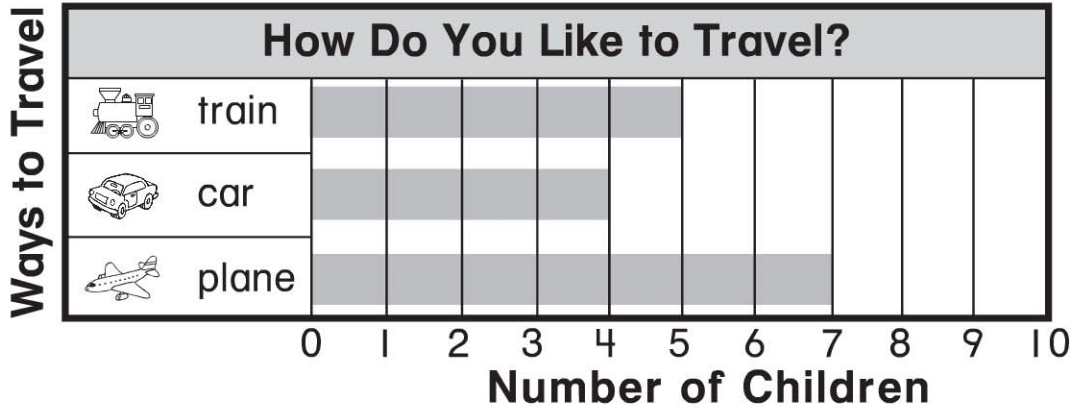 How Do You Like to Travel?
Ways to Travel
train
car
plane
0 1 2 3 4 5 6 7 8 9 10
Number of Children